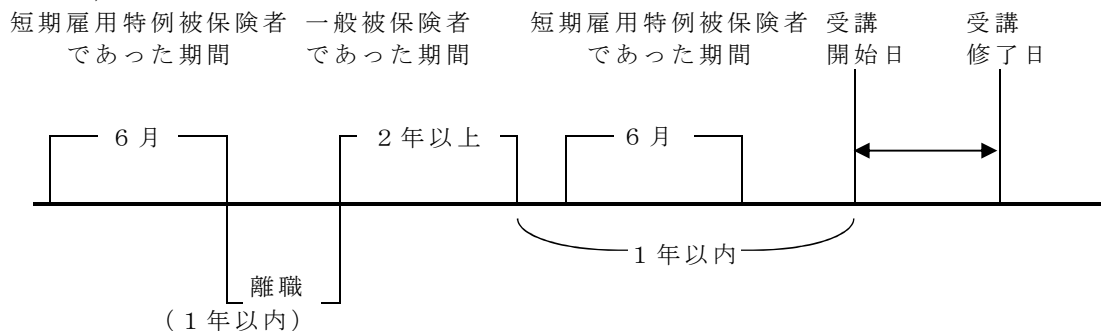 短期雇用特例被保険者 一般被保険者 短期雇用特例被保険者 受講 受講
であった期間 であった期間 であった期間 開始日 修了日
6月 2年以上 6月
1年以内
離職
(1年以内)